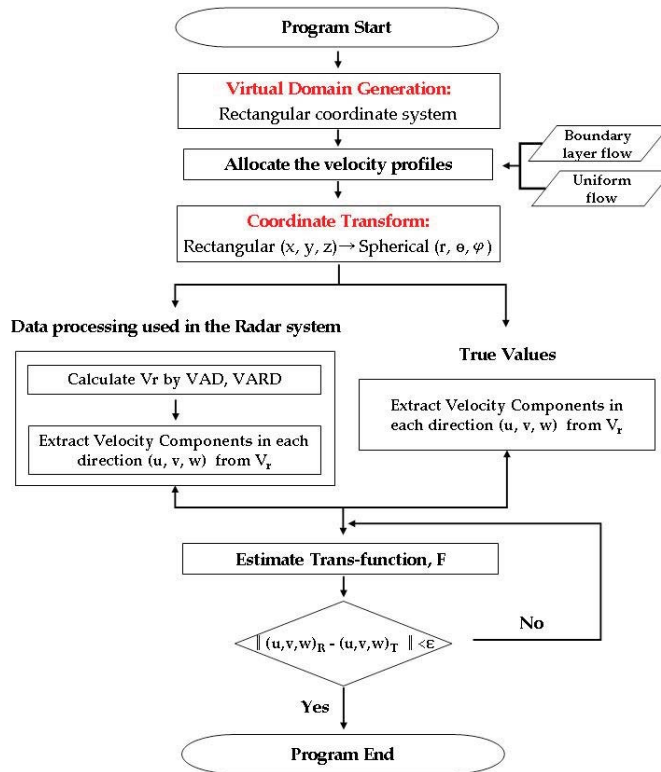 Program Start
Virtual Domain Generation:
Rectangular coordinate system
Allocate the velocity profiles
Boundary
layer flow
Uniform
flow
Coordinate Transform:
Rectangular (x, y, z)→ Spherical (r, ɵ, φ)
Data processing used in the Radar system
Calculate Vr by VAD, VARD
Extract Velocity Components in each
direction (u, v, w) from Vr
True Values
Extract Velocity Components in
each direction (u, v, w) from Vr
Estimate Trans-function, F
‖ (u,v,w)R - (u,v,w)T ‖ <ε
No
Yes
Program End